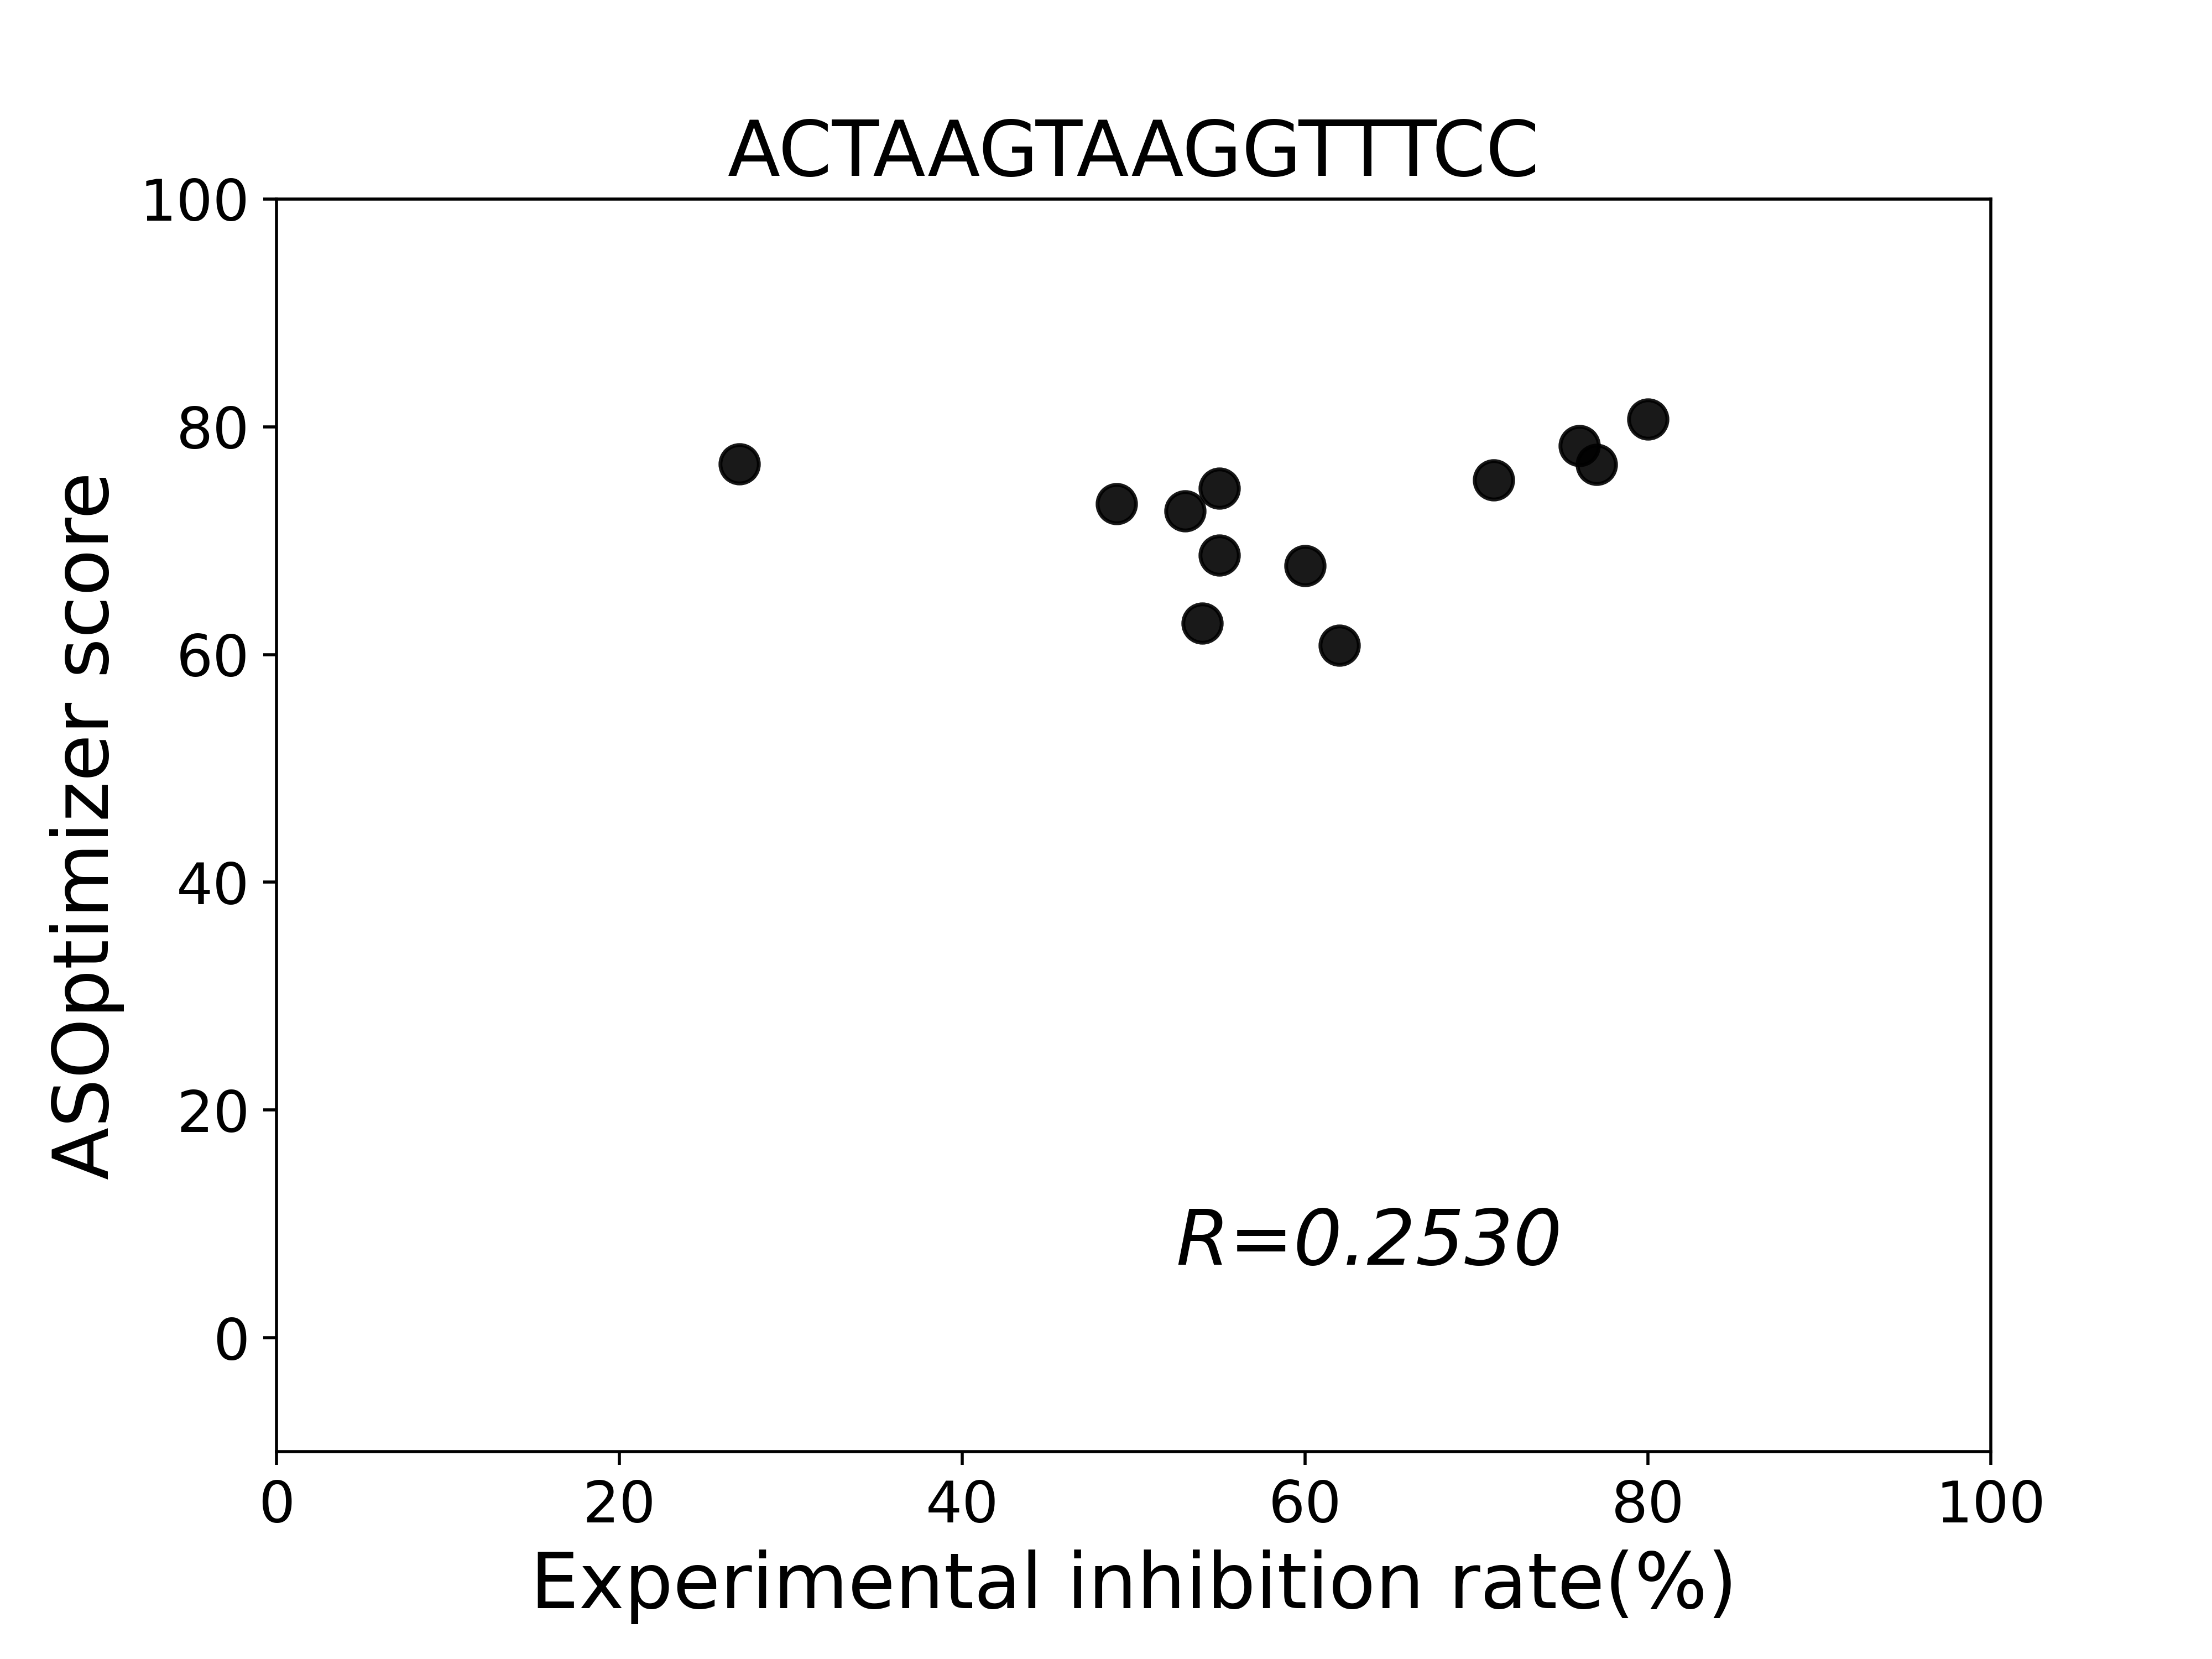 ACTAAGTAAGGTTTCC
100
80
60
40
20
0
ASOptimizer score
R=0.2530
0 20 40 60 80 100
Experimental inhibition rate(%)